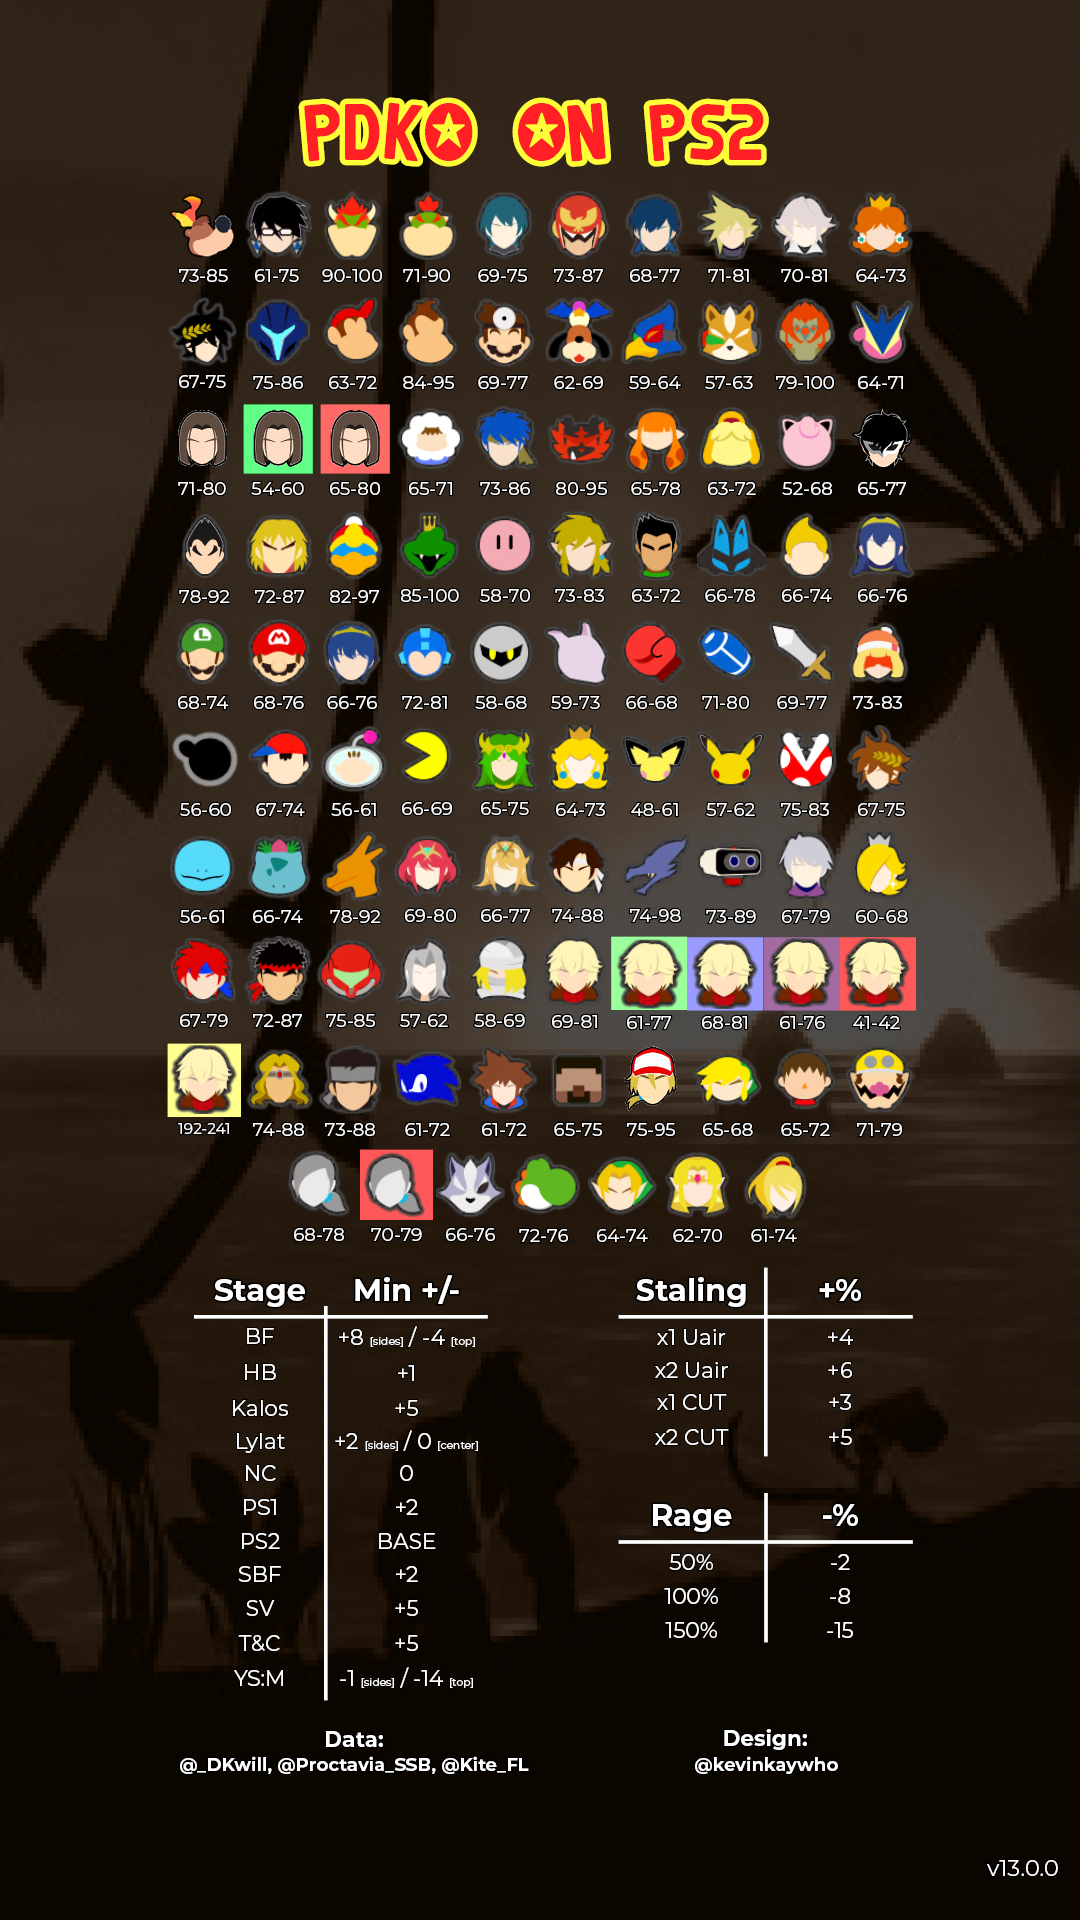 PDKO ON PS2
73-85 61-75 90-100 71-90 69-75 73-87 68-77 71-81 70-81 64-73
67-75 75-86 63-72 84-95 69-77 62-69 59-64 57-63 79-100 64-71
71-80 54-60 65-80 65-71 73-86 80-95 65-78 63-72 52-68 65-77
78-92 72-87 82-97 85-100 58-70 73-83 63-72 66-78 66-74 66-76
L M
68-74 68-76 66-76 72-81 58-68 59-73 66-68 71-80 69-77 73-83
56-60 67-74 56-61 66-69 65-75 64-73 48-61 57-62 75-83 67-75
56-61 66-74 78-92 69-80 66-77 74-88 74-98 73-89 67-79 60-68
67-79 72-87 75-85 57-62 58-69 69-81 61-77 68-81 61-76 41-42
192-241 74-88 73-88 61-72 61-72 65-75 75-95 65-68 65-72 71-79
68-78 70-79 66-76 72-76 64-74 62-70 61-74
Stage Min +/-
BF +8 [sides] / -4 [top]
HB +1
Kalos +5
Lylat +2 [sides] / 0 [center]
NC 0
PS1 +2
PS2 BASE
SBF +2
SV +5
T&C +5
YS:M -1 [sides] / -14 [top]
Staling +%
x1 Uair +4
x2 Uair +6
x1 CUT +3
x2 CUT +5
Rage -%
50% -2
100% -8
150% -15
Data:
@_DKwill, @Proctavia_SSB, @Kite_FL
Design:
@kevinkaywho
v13.0.0